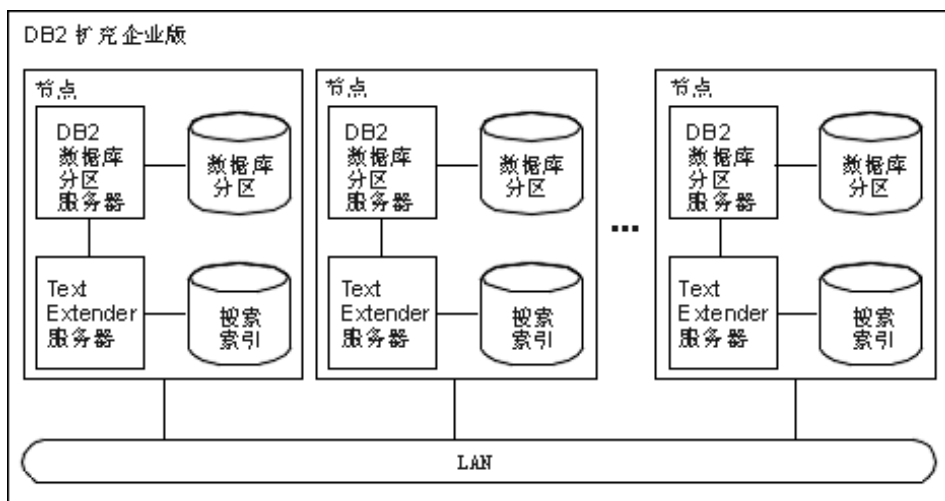 DB2 扩充企业版
节点
DB2
数据库
分区
服务器
数据库
分区
Text
Extender
服务器
搜索
索引
节点
DB2
数据库
分区
服务器
数据库
分区
Text
Extender
服务器
搜索
索引
...
节点
DB2
数据库
分区
服务器
数据库
分区
Text
Extender
服务器
搜索
索引
LAN